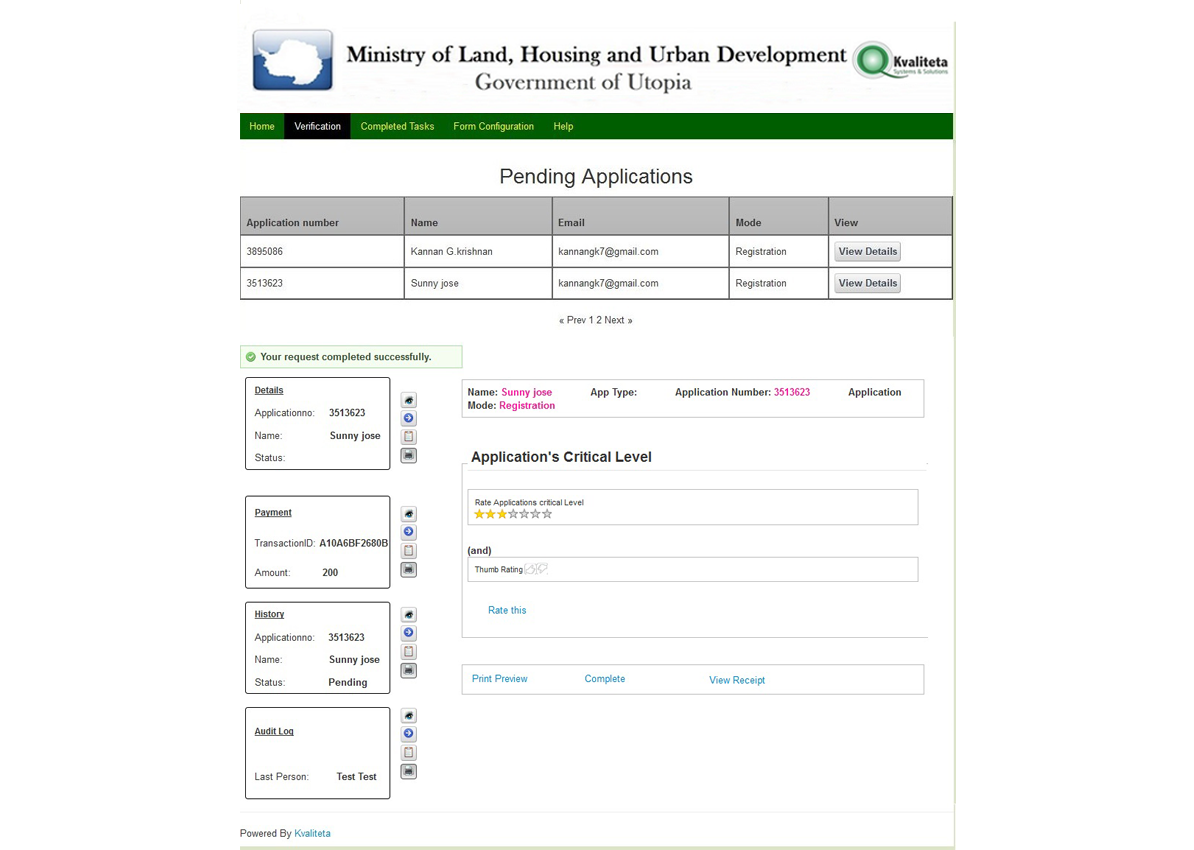 Ministry of Land, Housing and Urban Development
Government of Utopia
Kvaliteta
Systems & Solutions
Home Verification Completed Tasks Form Configuration Help
Pending Applications
Application number Name Email Mode View
3895086 Kannan G.krishnan kannangk7@gmail.com Registration View Details
3513623 Sunny jose kannangk7@gmail.com Registration View Details
« Prev 1 2 Next »
Your request completed successfully.
Details
Applicationno: 3513623
Name: Sunny jose
Status:
Payment
TransactionID: A10A6BF2680B
Amount: 200
History
Applicationno: 3513623
Name: Sunny jose
Status: Pending
Audit Log
Last Person: Test Test
Name: Sunny jose App Type: Application Number: 3513623 Application
Mode: Registration
Application's Critical Level
Rate Applications critical Level
(and)
Thumb Rating
Rate this
Print Preview Complete View Receipt
Powered By Kvaliteta